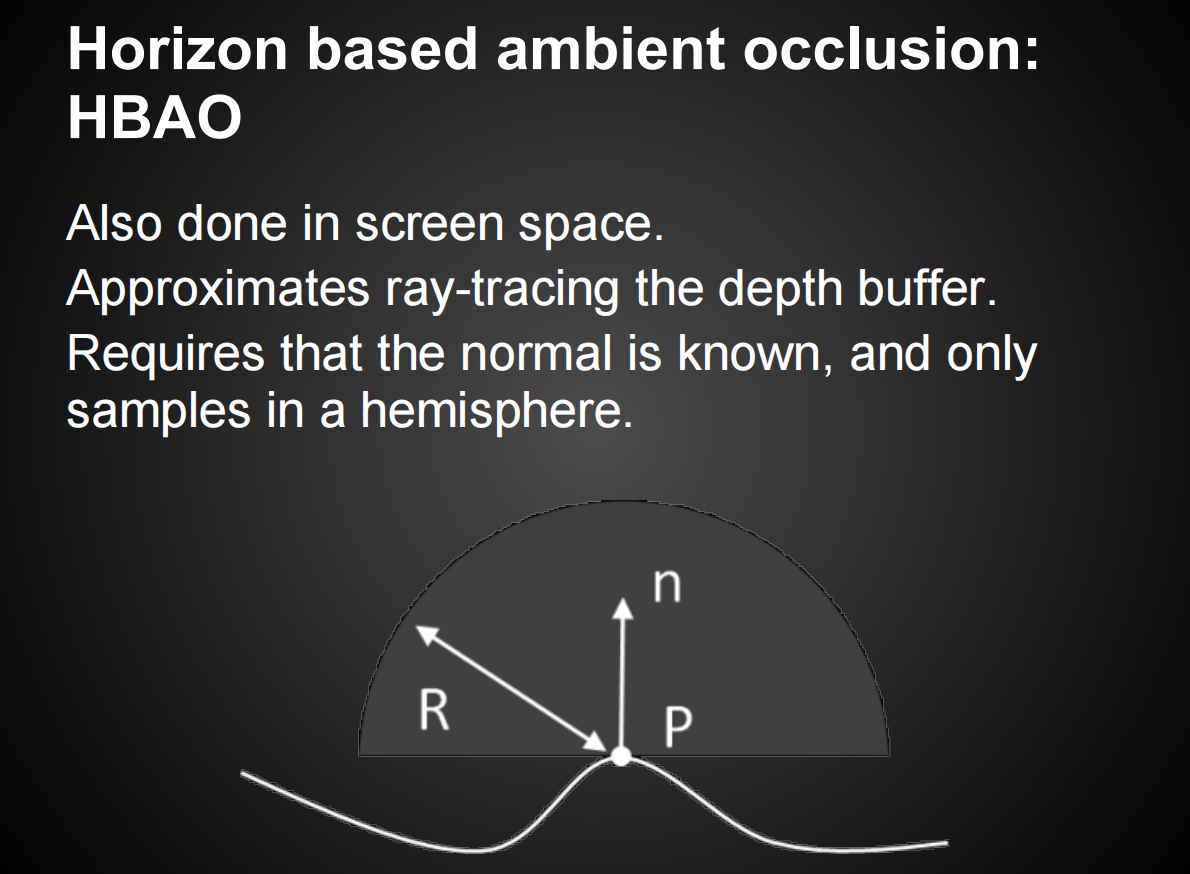 Horizon based ambient occlusion:
HBAO
Also done in screen space.
Approximates ray-tracing the depth buffer.
Requires that the normal is known, and only
samples in a hemisphere.
n
R
P